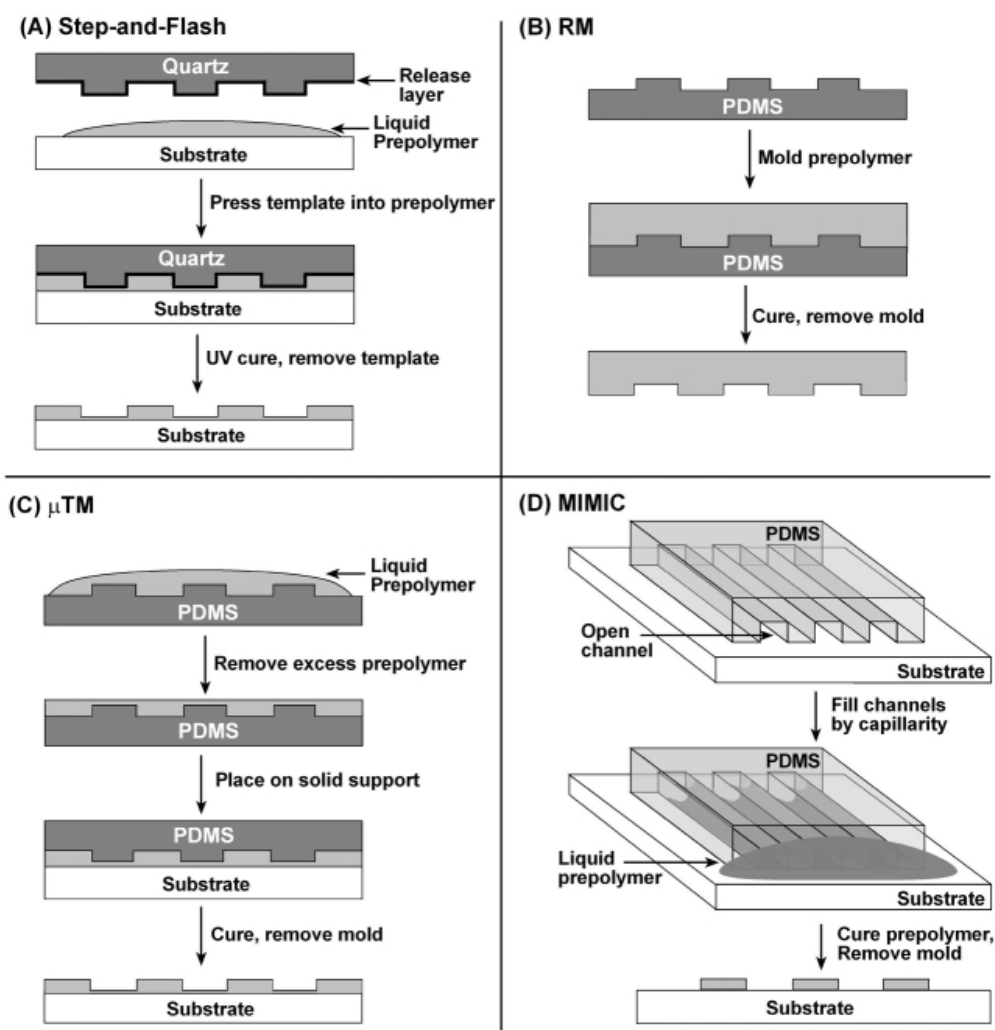 (A) Step-and-Flash
Quartz
Release
layer
Liquid
Prepolymer
Substrate
Press template into prepolymer
Quartz
Substrate
UV cure, remove template
Substrate
(B) RM
PDMS
Mold prepolymer
PDMS
Cure, remove mold
(C) μTM
Liquid
Prepolymer
PDMS
Remove excess prepolymer
PDMS
Place on solid support
PDMS
Substrate
Cure, remove mold
Substrate
(D) MIMIC
PDMS
Open
channel
Substrate
Fill channels
by capillarity
PDMS
Liquid
prepolymer
Substrate
Cure prepolymer,
Remove mold
Substrate